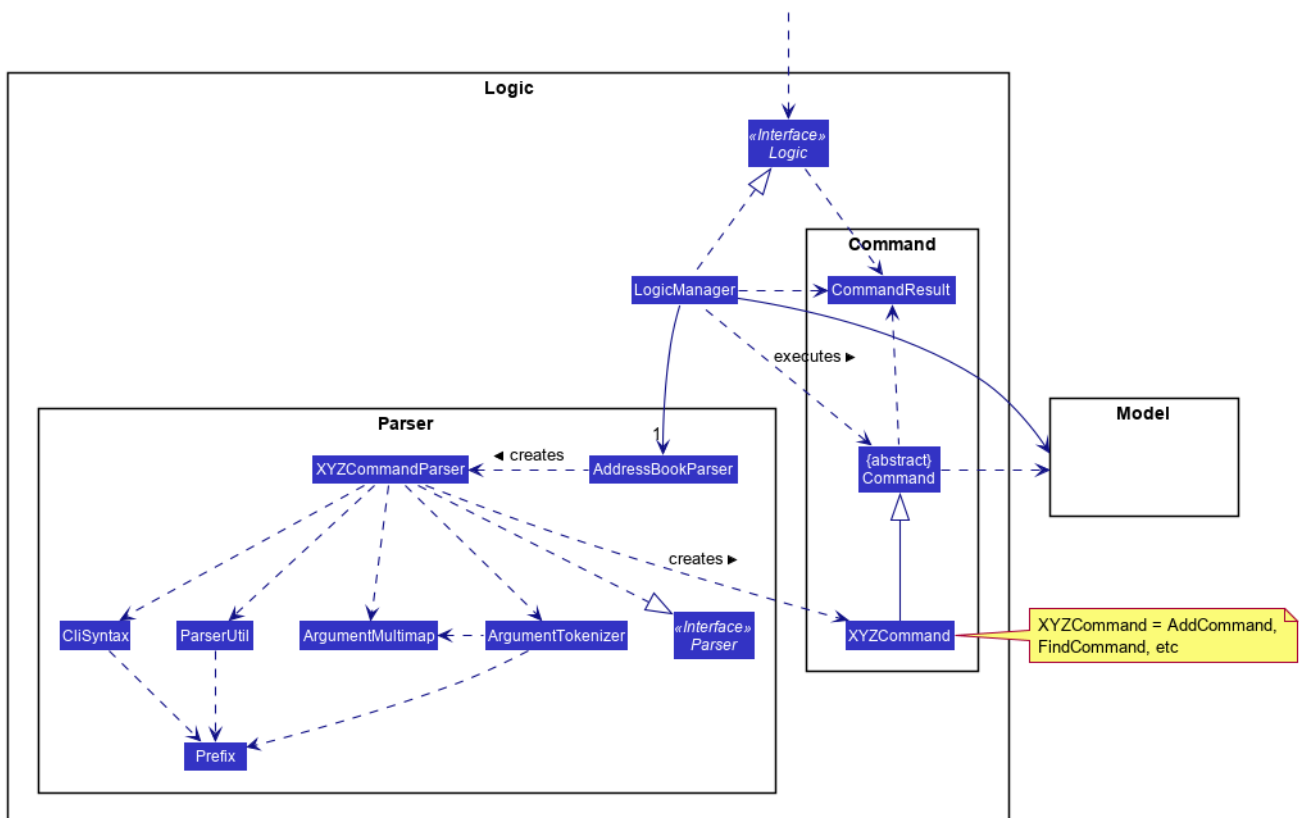 Logic
«Interface»
Logic
Command
LogicManager
CommandResult
executes ▶
Parser
1
Model
XYZCommandParser
◀ creates
AddressBookParser
{abstract}
Command
creates ▶
CliSyntax
ParserUtil
ArgumentMultimap
ArgumentTokenizer
«Interface»
Parser
XYZCommand
XYZCommand = AddCommand,
FindCommand, etc
Prefix